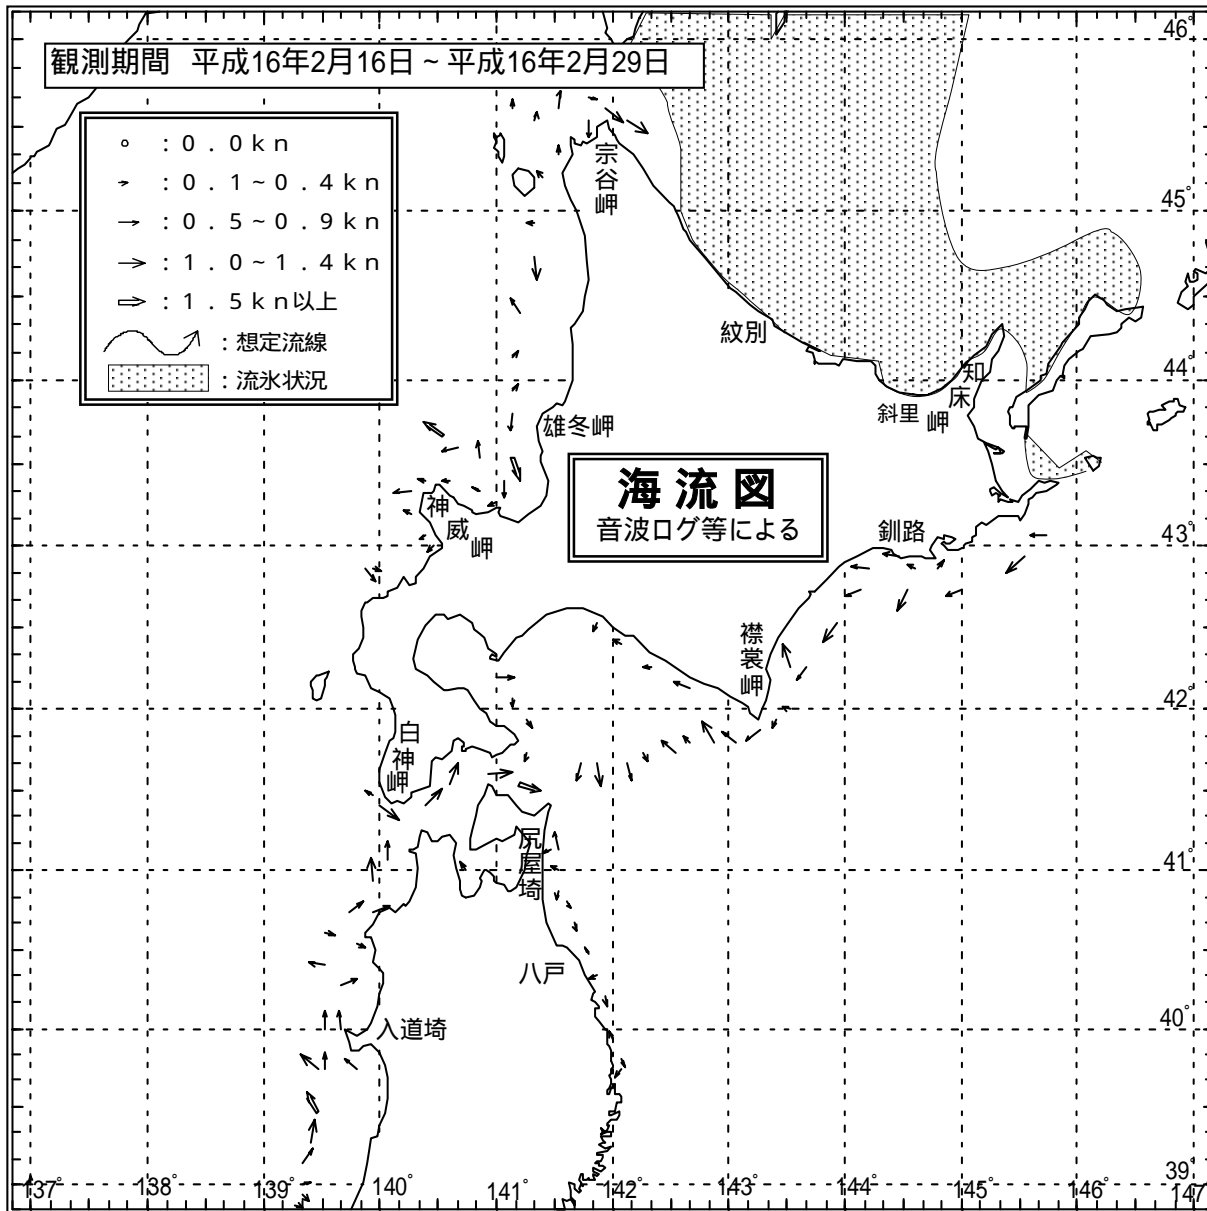 観測期間 平成16年2月16日～平成16年2月29日
：0.0kn
：0.1~0.4kn
：0.5~0.9kn
：1.0~1.4kn
：1.5kn以上
：想定流線
：流氷状況
海流図
音波ログ等による
宗谷岬
紋別
斜里
知床岬
雄冬岬
神威岬
釧路
襟裳岬
白神岬
尻屋埼
八戸
入道埼
46°
45°
44°
43°
42°
41°
40°
39°
137°
138°
139°
140°
141°
142°
143°
144°
145°
146°
147°